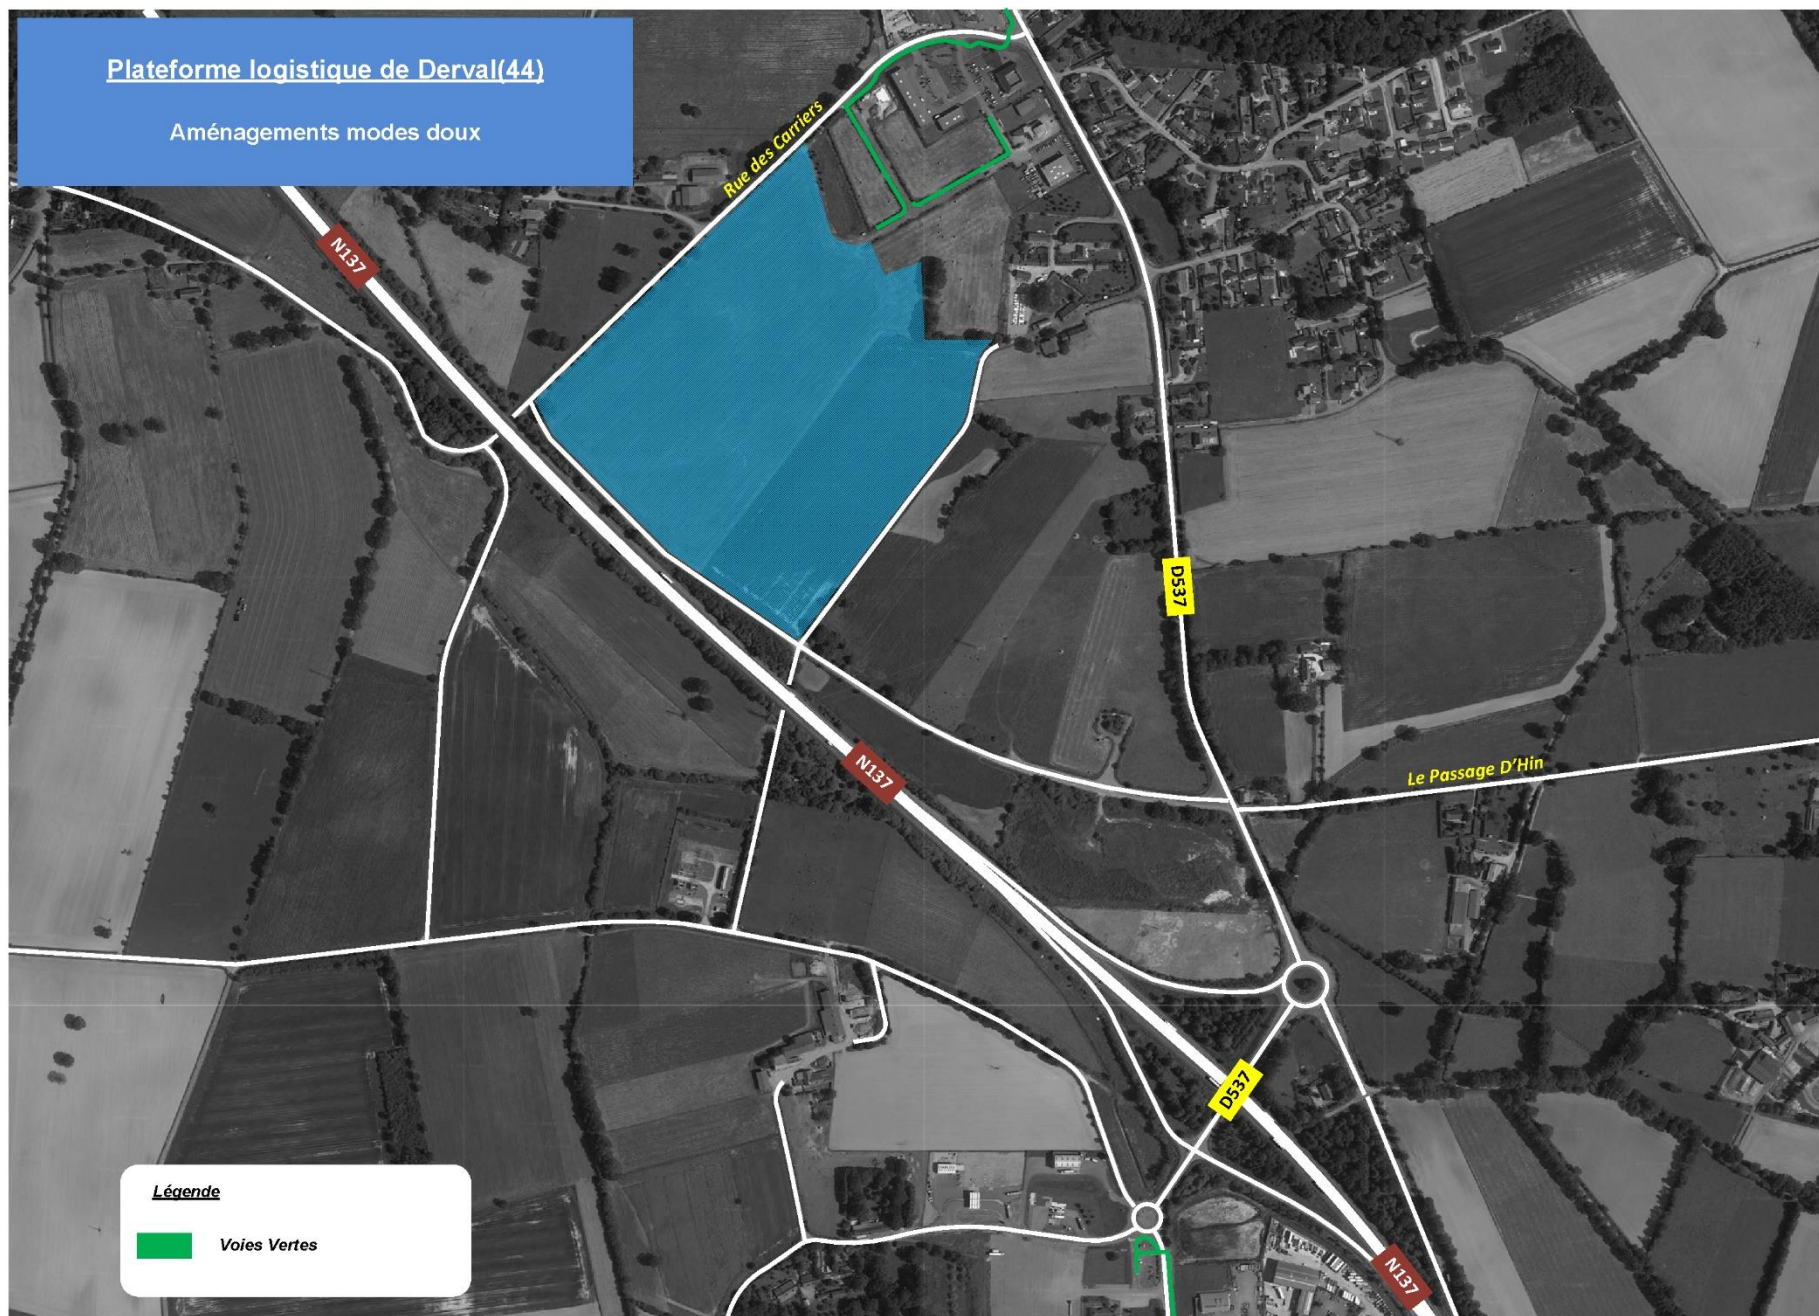 Plateforme logistique de Derval(44)
Aménagements modes doux
Rue des Carriers
N137
D537
N137
Le Passage D'Hin
D537
N137
Légende
Voies Vertes